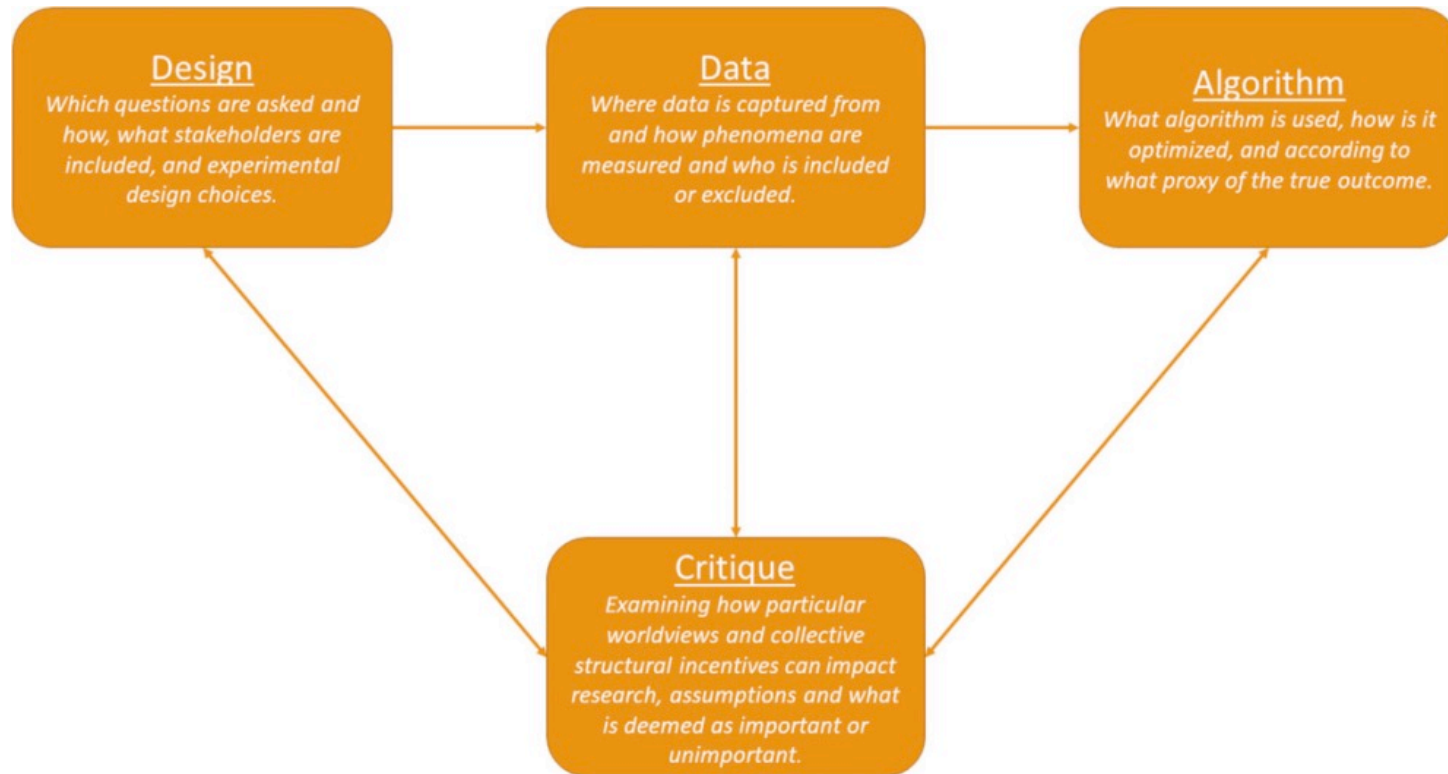 Design
Which questions are asked and
how, what stakeholders are
included, and experimental
design choices.
Data
Where data is captured from
and how phenomena are
measured and who is included
or excluded.
Algorithm
What algorithm is used, how is it
optimized, and according to
what proxy of the true outcome.
Critique
Examining how particular
worldviews and collective
structural incentives can impact
research, assumptions and what
is deemed as important or
unimportant.